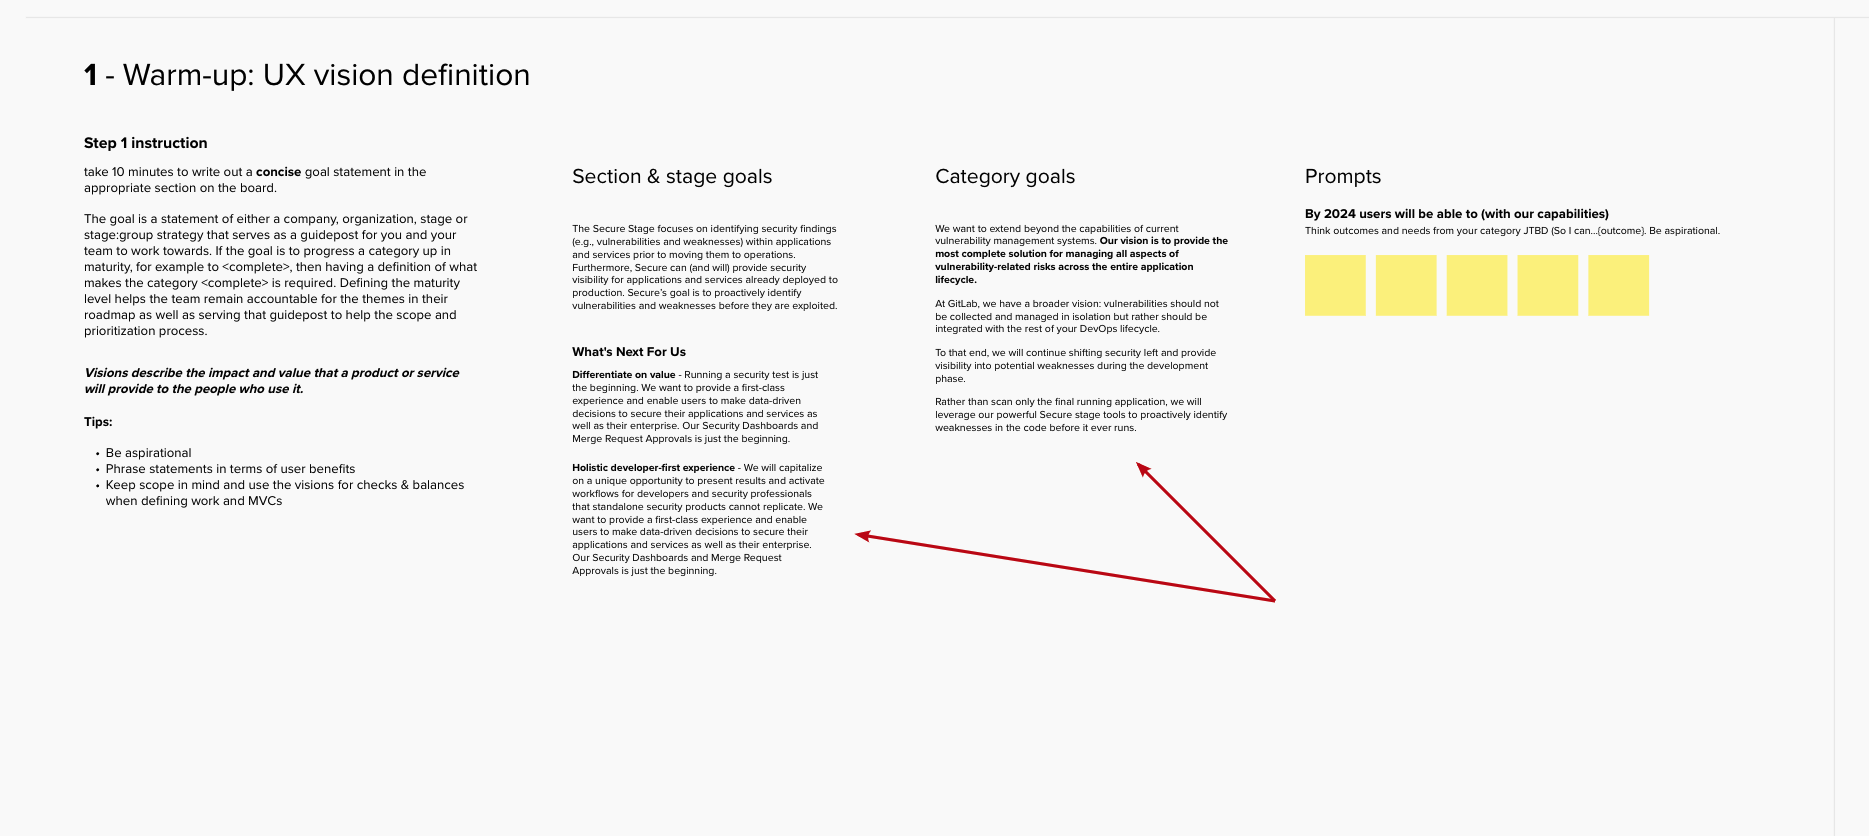 1 - Warm-up: UX vision definition
Step 1 instruction
take 10 minutes to write out a concise goal statement in the
appropriate section on the board.
The goal is a statement of either a company, organization, stage or
stage:group strategy that serves as a guidepost for you and your
team to work towards. If the goal is to progress a category up in
maturity, for example to <complete>, then having a definition of what
makes the category <complete> is required. Defining the maturity
level helps the team remain accountable for the themes in their
roadmap as well as serving that guidepost to help the scope and
prioritization process.
Visions describe the impact and value that a product or service
will provide to the people who use it.
Tips:
• Be aspirational
• Phrase statements in terms of user benefits
• Keep scope in mind and use the visions for checks & balances
when defining work and MVCs
Section & stage goals
The Secure Stage focuses on identifying security findings
(e.g., vulnerabilities and weaknesses) within applications
and services prior to moving them to operations.
Furthermore, Secure can (and will) provide security
visibility for applications and services already deployed to
production. Secure's goal is to proactively identify
vulnerabilities and weaknesses before they are exploited.
What's Next For Us
Differentiate on value - Running a security test is just
the beginning. We want to provide a first-class
experience and enable users to make data-driven
decisions to secure their applications and services as
well as their enterprise. Our Security Dashboards and
Merge Request Approvals is just the beginning.
Holistic developer-first experience - We will capitalize
on a unique opportunity to present results and activate
workflows for developers and security professionals
that standalone security products cannot replicate. We
want to provide a first-class experience and enable
users to make data-driven decisions to secure their
applications and services as well as their enterprise.
Our Security Dashboards and Merge Request
Approvals is just the beginning.
Category goals
We want to extend beyond the capabilities of current
vulnerability management systems. Our vision is to provide the
most complete solution for managing all aspects of
vulnerability-related risks across the entire application
lifecycle.
At GitLab, we have a broader vision: vulnerabilities should not
be collected and managed in isolation but rather should be
integrated with the rest of your DevOps lifecycle.
To that end, we will continue shifting security left and provide
visibility into potential weaknesses during the development
phase.
Rather than scan only the final running application, we will
leverage our powerful Secure stage tools to proactively identify
weaknesses in the code before it ever runs.
Prompts
By 2024 users will be able to (with our capabilities)
Think outcomes and needs from your category JTBD (So I can...{outcome}. Be aspirational.